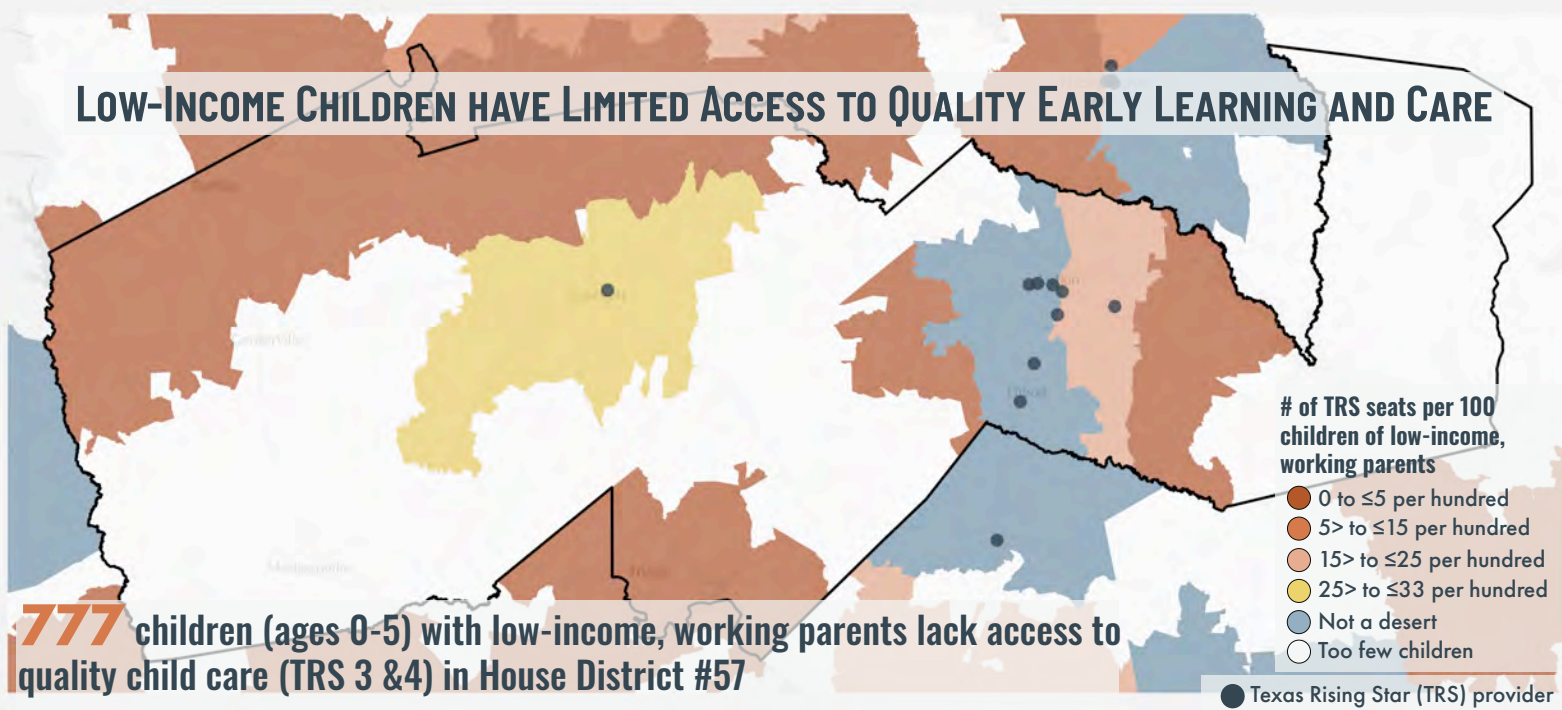 Low-Income Children have Limited Access to Quality Early Learning and Care
Centerville
Madisonville
# of TRS seats per 100
children of low-income,
working parents
0 to ≤5 per hundred
5> to ≤15 per hundred
15> to ≤25 per hundred
25> to ≤33 per hundred
Not a desert
Too few children
777 children (ages 0-5) with low-income, working parents lack access to
quality child care (TRS 3 &4) in House District #57
Texas Rising Star (TRS) provider